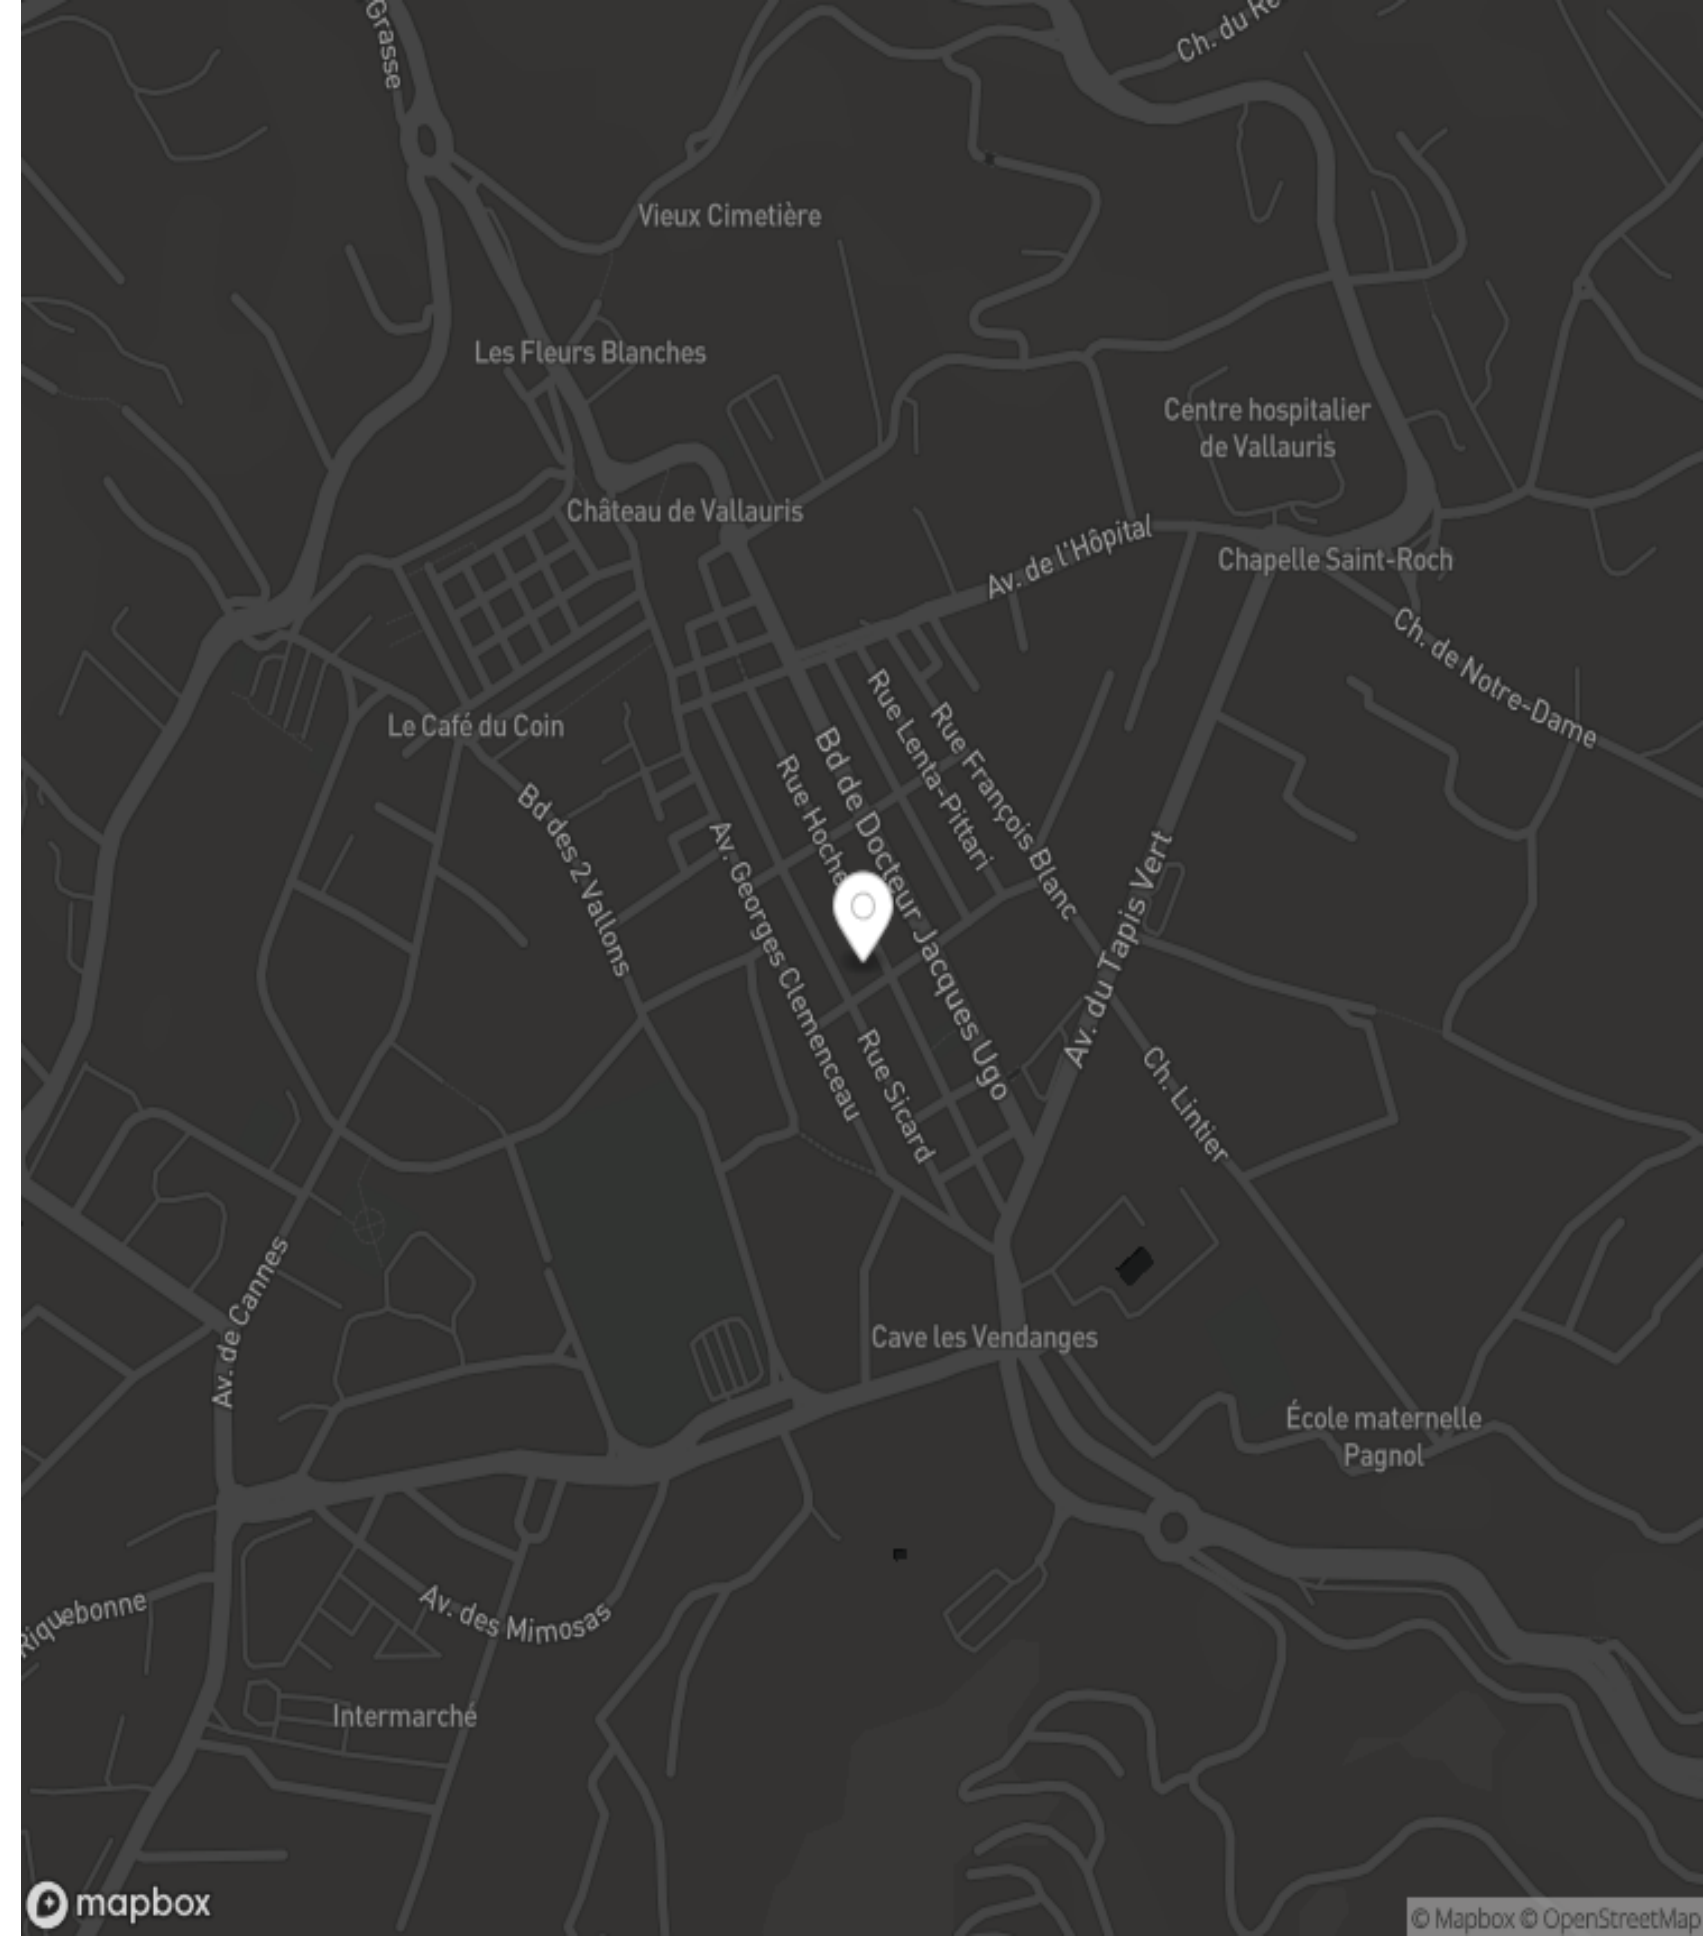 Grasse
Ch. du Re
Vieux Cimetière
Les Fleurs Blanches
Centre hospitalier
de Vallauris
Château de Vallauris
Av. de l'Hôpital
Chapelle Saint-Roch
Ch. de Notre-Dame
Le Café du Coin
Rue Lenta-Pittari
Rue François Blanc
Bd de Docteur Jacques Ugo
Rue Hoche
Bd des 2 Vallons
Av. Georges Clemenceau
Av. du Tapis Vert
Rue Sicard
Ch. Lintier
Av. de Cannes
Cave les Vendanges
École maternelle
Pagnol
Av. des Mimosas
Riquebonne
Intermarché
mapbox
© Mapbox © OpenStreetMap